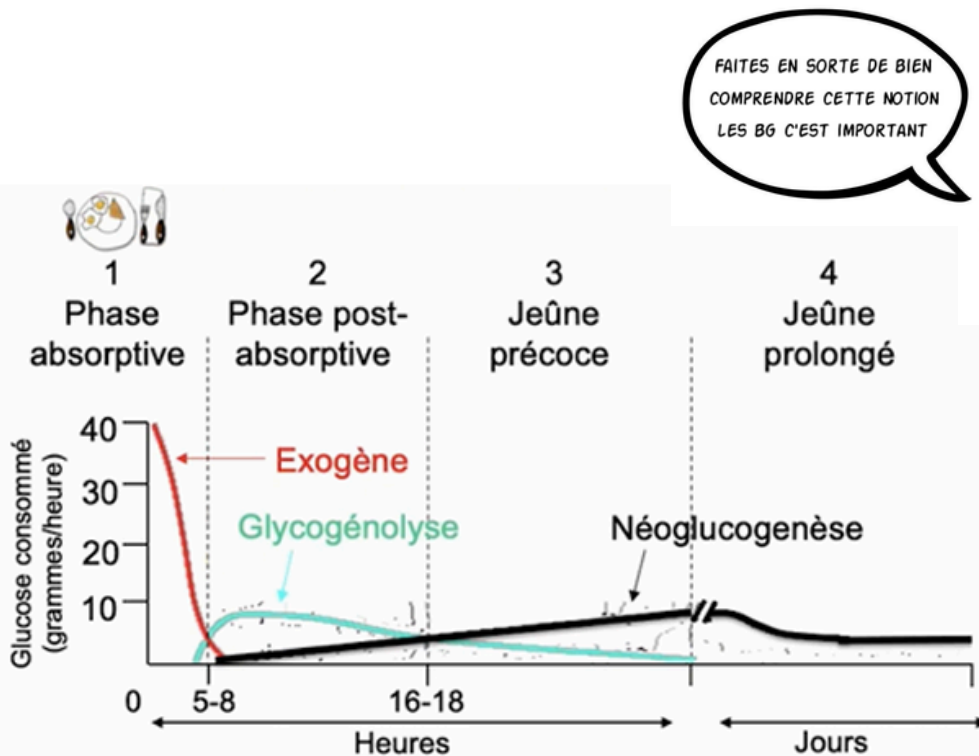 FAITES EN SORTE DE BIEN
COMPRENDRE CETTE NOTION
LES BG C'EST IMPORTANT
1
Phase
absorptive
2
Phase post-
absorptive
3
Jeûne
précoce
4
Jeûne
prolongé
Glucose consommé
(grammes/heure)
40
30
20
10
Exogène
Glycogénolyse
Néoglucogenèse
0
5-8
16-18
Heures
Jours